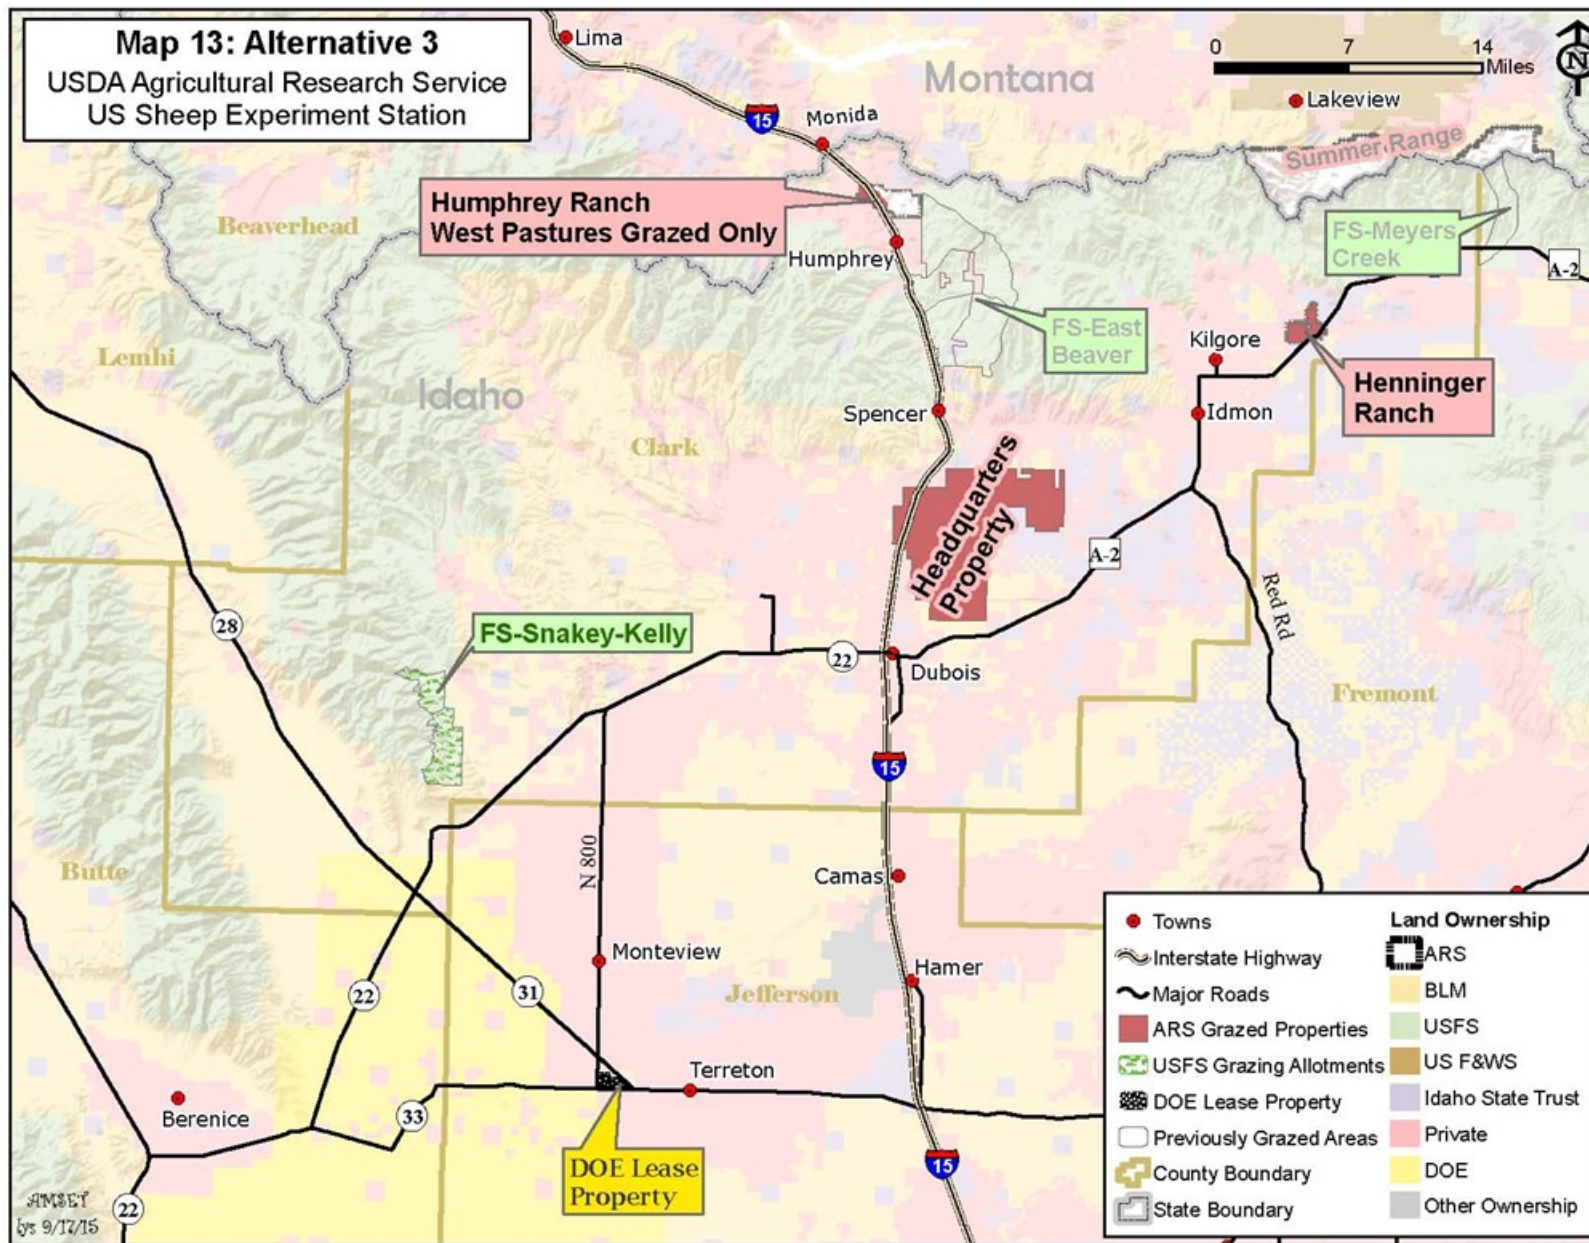 Map 13: Alternative 3
USDA Agricultural Research Service
US Sheep Experiment Station
Lima
Montana
0 7 14
Miles
N
Lakeview
15
Monida
Summer Range
Humphrey Ranch
West Pastures Grazed Only
Beaverhead
Humphrey
FS-Meyers
Creek
A-2
FS-East
Beaver
Kilgore
Lemhi
Idaho
Henninger
Ranch
Spencer
Idmon
Clark
Headquarters
Property
A-2
Red Rd
28
FS-Snakey-Kelly
22
Dubois
Fremont
15
N 800
Camas
Butte
Monteview
Hamer
22
31
Jefferson
Terreton
Berenice
33
DOE Lease
Property
15
22
AMSET
lys 9/17/15
Towns
Interstate Highway
Major Roads
ARS Grazed Properties
USFS Grazing Allotments
DOE Lease Property
Previously Grazed Areas
County Boundary
State Boundary
Land Ownership
ARS
BLM
USFS
US F&WS
Idaho State Trust
Private
DOE
Other Ownership